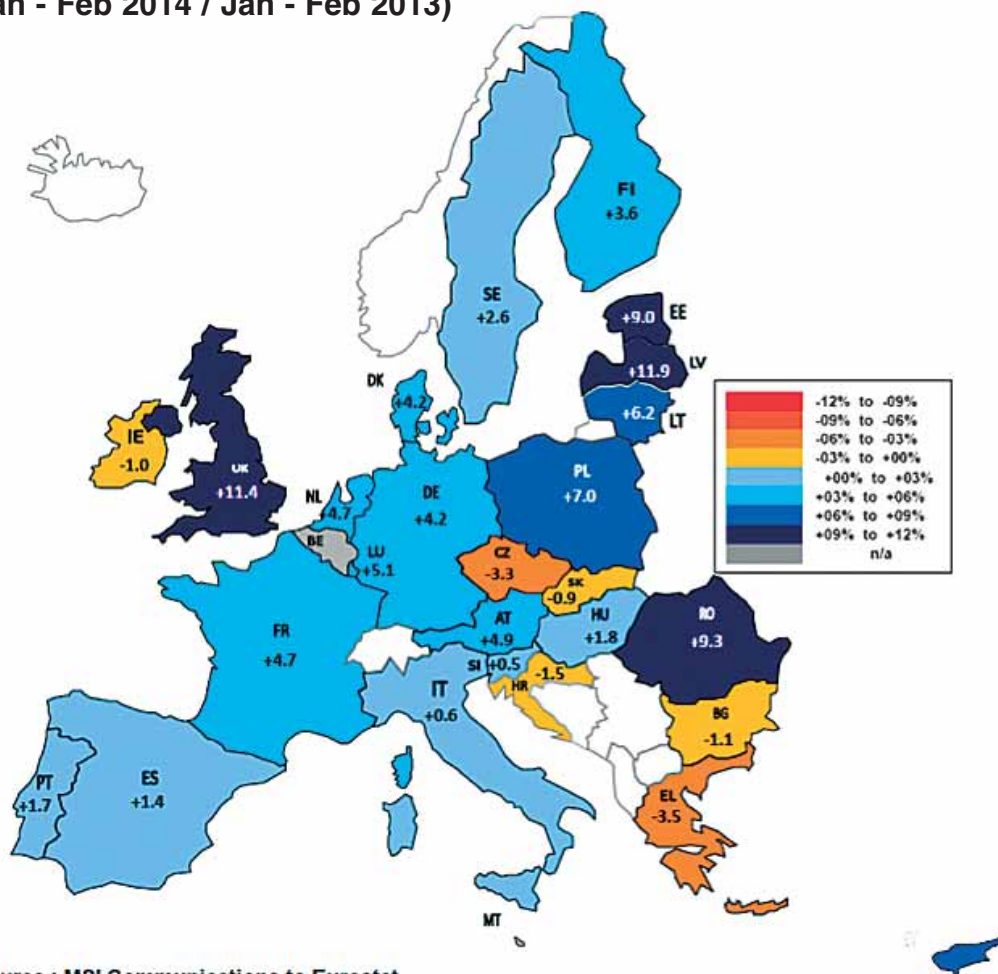 an - Feb 2014 / Jan - Feb 2013)
FI
+3.6
SE
+2.6
+9.0 EE
LV
+11.9
+6.2
LT
DK
+4.2
IE
-1.0
UK
+11.4
NL
+4.7
BE
LU
+5.1
DE
+4.2
PL
+7.0
CZ
-3.3
SK
-0.9
AT
+4.9
HU
+1.8
RO
+9.3
FR
+4.7
SI +0.5
-1.5
HR
IT
+0.6
BG
-1.1
PT
+1.7
ES
+1.4
EL
-3.5
MT
-12% to -09%
-09% to -06%
-06% to -03%
-03% to +00%
+00% to +03%
+03% to +06%
+06% to +09%
+09% to +12%
n/a
: MS' Communications to Eurostat